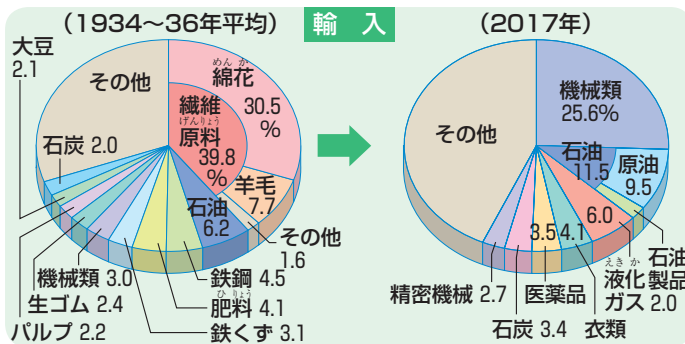 （1934～36年平均）
輸 入
（2017年）
大豆
2.1
その他
石炭 2.0
めん か
綿花
30.5
％
繊維
げんりょう
原料
39.8
％
羊毛
7.7
石油
6.2
その他
1.6
機械類 3.0
生ゴム 2.4
パルプ 2.2
鉄鋼 4.5
ひ りょう
肥料 4.1
鉄くず 3.1
その他
機械類
25.6%
石油
11.5
原油
9.5
石油
製品
2.0
6.0
えき か
液化
ガス
4.1
衣類
3.5
医薬品
石炭 3.4
精密機械 2.7